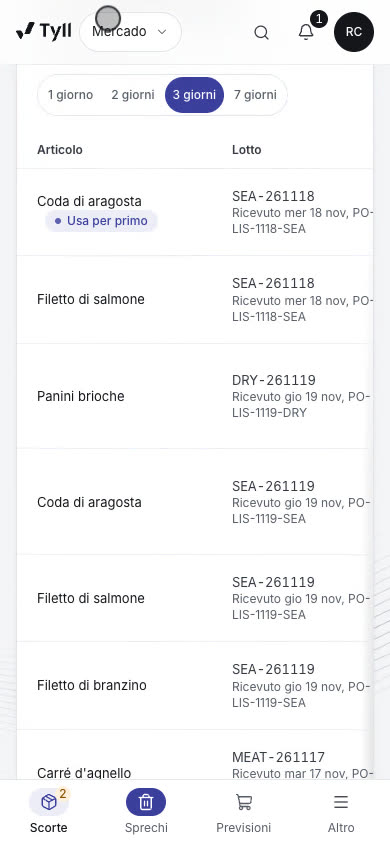 Tyll
Mercado
1
RC
1 giorno
2 giorni
3 giorni
7 giorni
Articolo
Lotto
Coda di aragosta
Usa per primo
SEA-261118
Ricevuto mer 18 nov, PO-
LIS-1118-SEA
Filetto di salmone
SEA-261118
Ricevuto mer 18 nov, PO-
LIS-1118-SEA
Panini brioche
DRY-261119
Ricevuto gio 19 nov, PO-
LIS-1119-DRY
Coda di aragosta
SEA-261119
Ricevuto gio 19 nov, PO-
LIS-1119-SEA
Filetto di salmone
SEA-261119
Ricevuto gio 19 nov, PO-
LIS-1119-SEA
Filetto di branzino
SEA-261119
Ricevuto gio 19 nov, PO-
LIS-1119-SEA
Carré d'agnello
MEAT-261117
Ricevuto mar 17 nov, PO-
2
Scorte
Sprechi
Previsioni
Altro